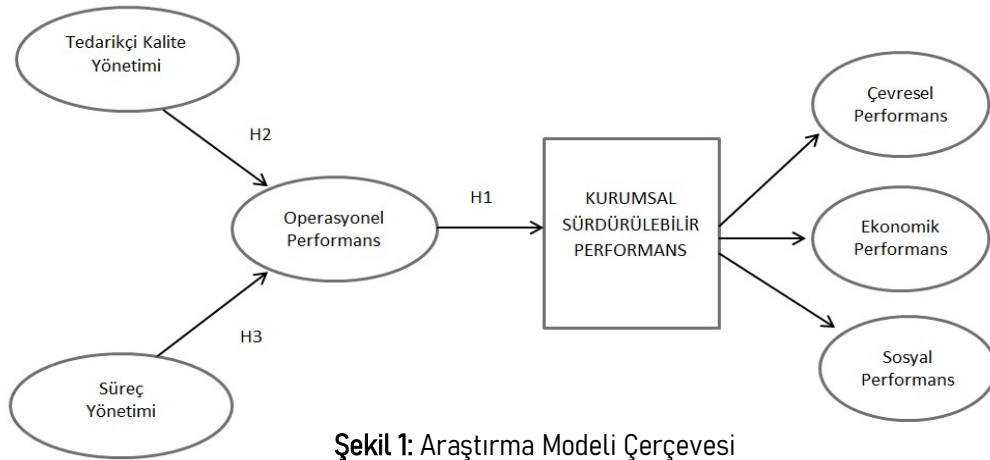 Tedarikçi Kalite
Yönetimi
H2
Operasyonel
Performans
H3
Süreç
Yönetimi
H1
KURUMSAL
SÜRDÜRÜLEBİLİR
PERFORMANS
Çevresel
Performans
Ekonomik
Performans
Sosyal
Performans
Şekil 1: Araştırma Modeli Çerçevesi